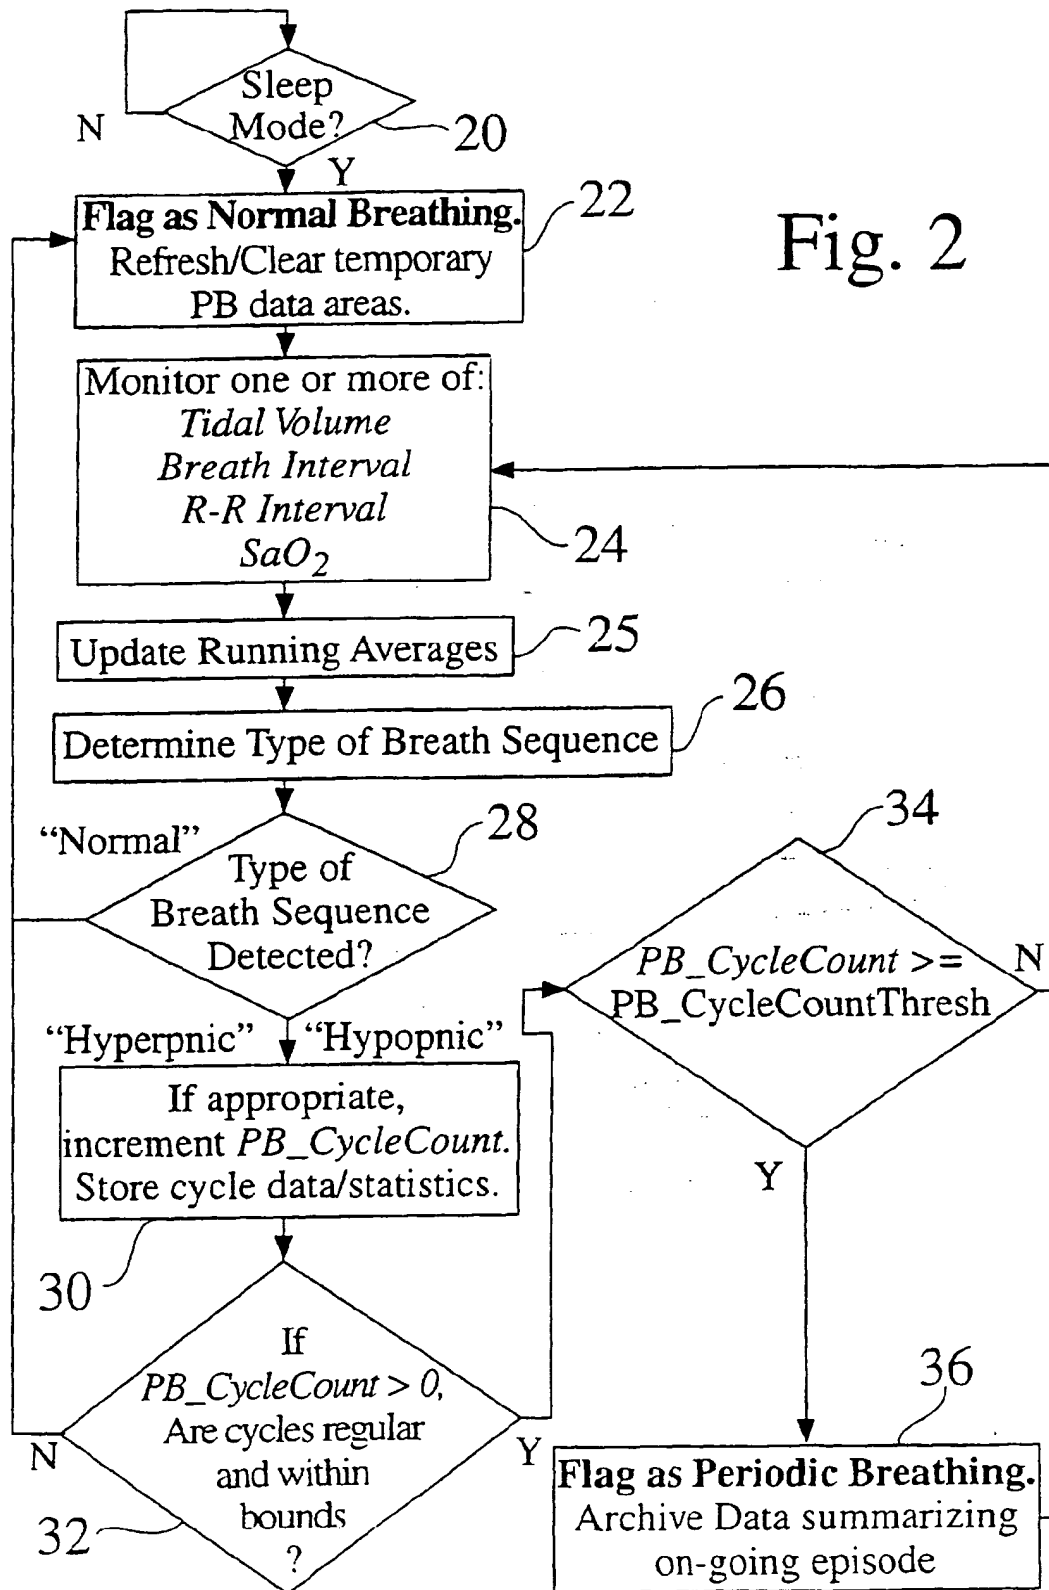 Sleep
Mode?
N
20
Y
Flag as Normal Breathing.
Refresh/Clear temporary
PB data areas.
22
Fig. 2
Monitor one or more of:
Tidal Volume
Breath Interval
R-R Interval
SaO2
24
Update Running Averages
25
Determine Type of Breath Sequence
26
"Normal"
Type of
Breath Sequence
Detected?
28
"Hyperpnic" "Hypopnic"
If appropriate,
increment PB_CycleCount.
Store cycle data/statistics.
30
If
PB_CycleCount > 0,
Are cycles regular
and within
bounds
?
N
Y
32
34
PB_CycleCount >=
PB_CycleCountThresh
N
Y
36
Flag as Periodic Breathing.
Archive Data summarizing
on-going episode